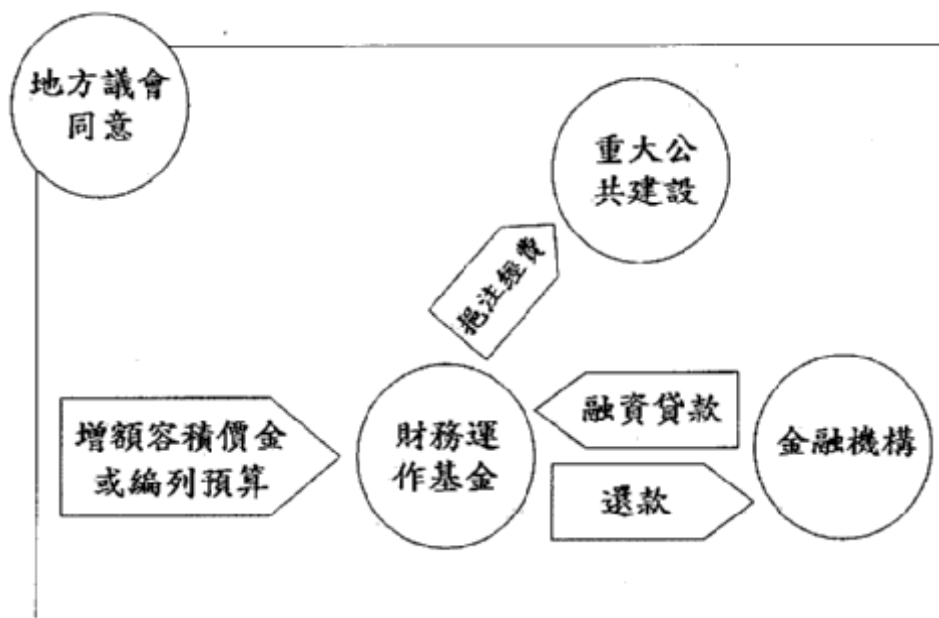 地方議會
同意
重大公
共建設
挹注經費
增額容積價金
或編列預算
財務運
作基金
融資貸款
還款
金融機構